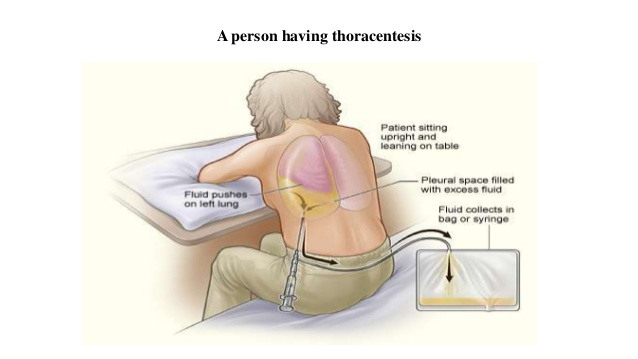 A person having thoracentesis
Patient sitting
upright and
leaning on table
Pleural space filled
with excess fluid
Fluid pushes
on left lung
Fluid collects in
bag or syringe